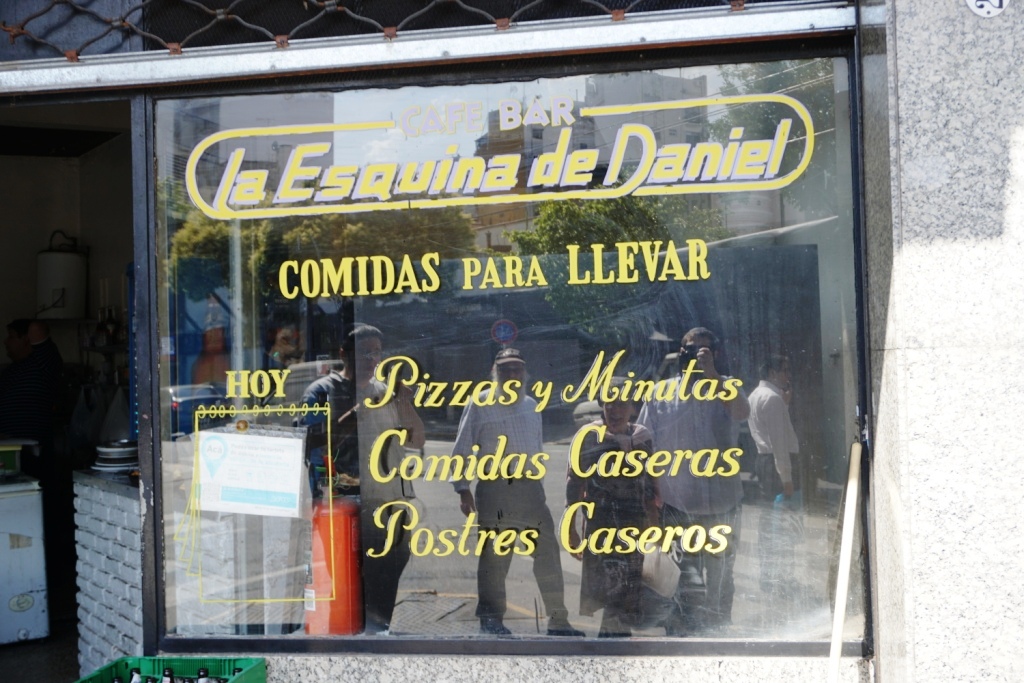 CAFE BAR
La Esquina de Daniel
COMIDAS PARA LLEVAR
HOY
Pizzas y Minutas
Comidas Caseras
Postres Caseros